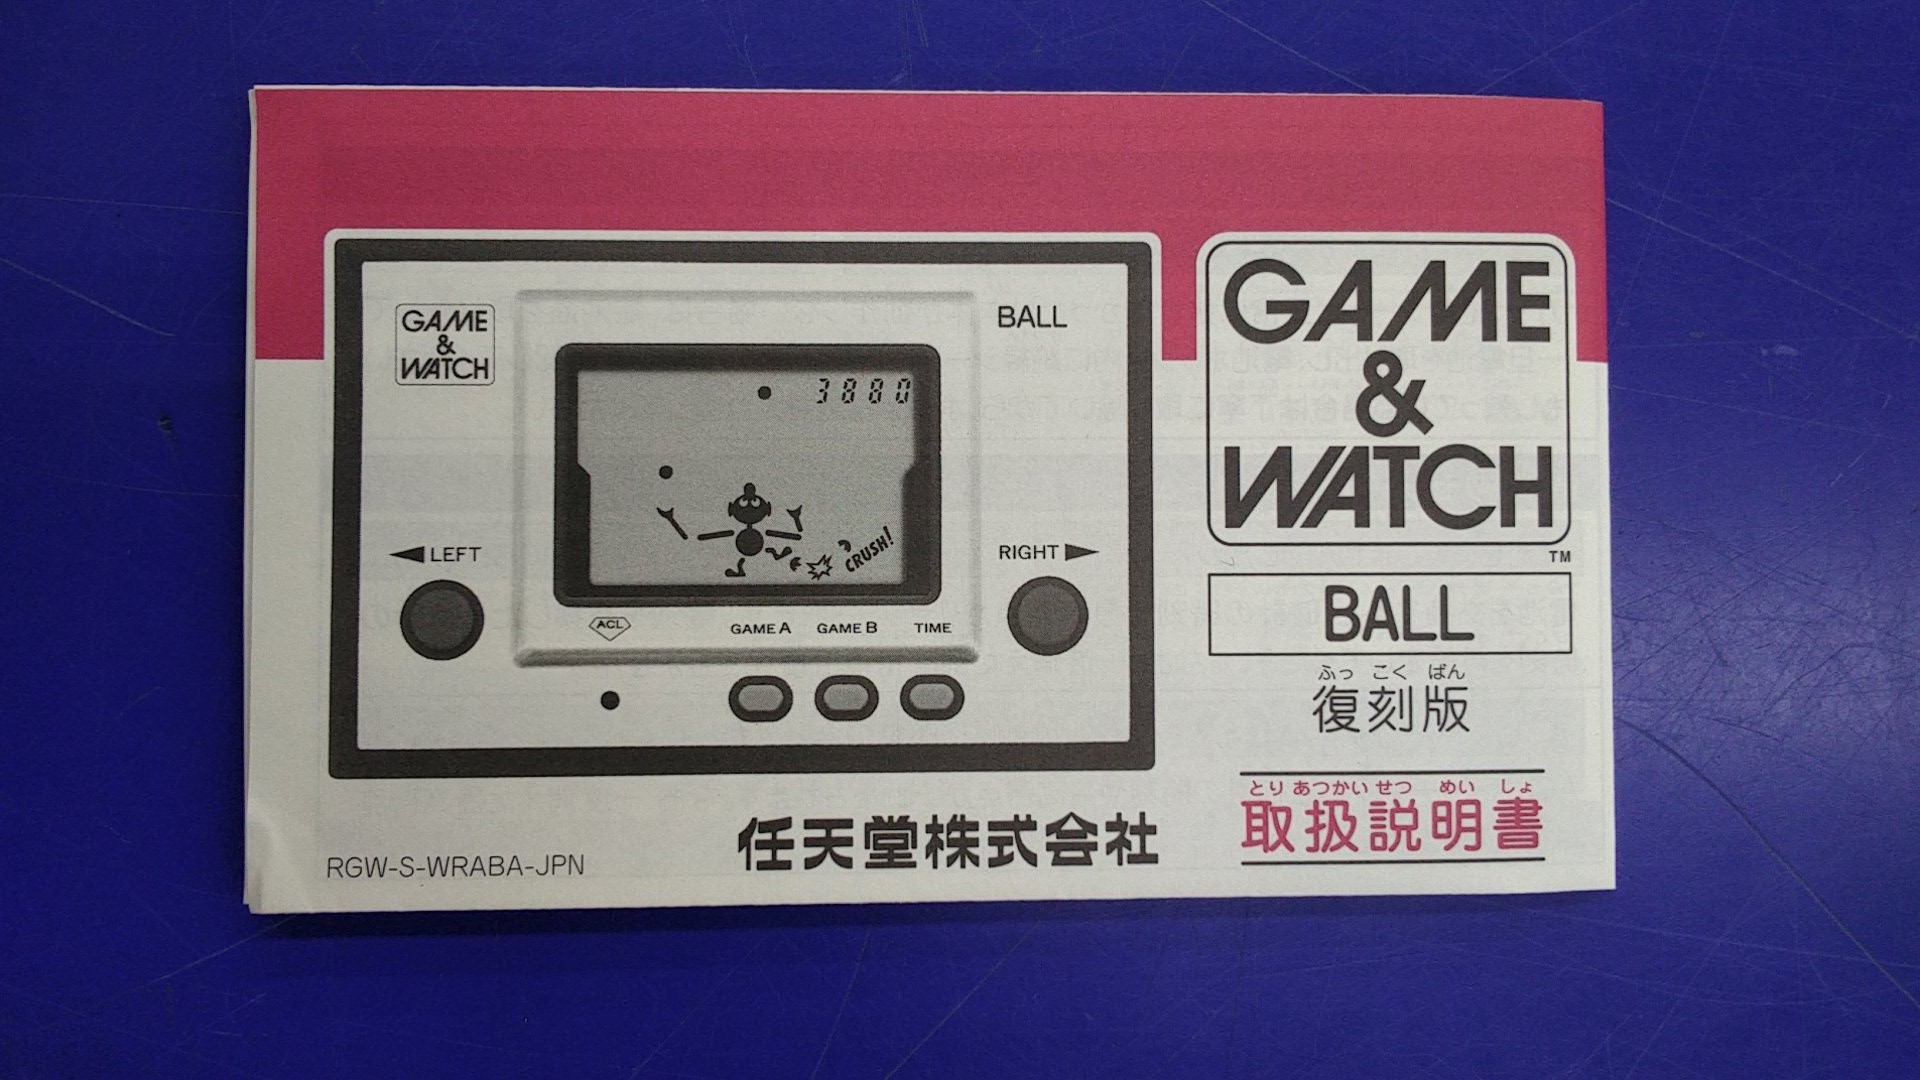 GAME
&
WATCH
BALL
3880
CRUSH!
LEFT
RIGHT
ACL
GAME A
GAME B
TIME
GAME
&
WATCH
TM
BALL
ふっ こく ばん
復刻版
とり あつかい せつ めい しょ
取扱説明書
任天堂株式会社
RGW-S-WRABA-JPN